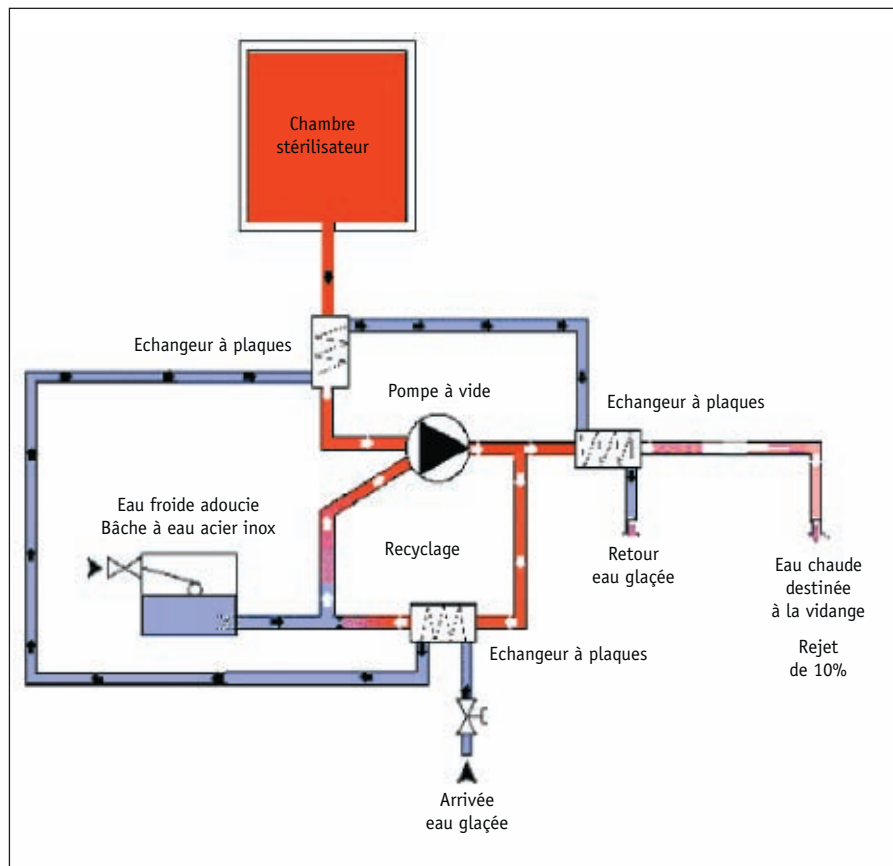 Chambre
stérilisateur
Echangeur à plaques
Pompe à vide
Echangeur à plaques
Eau froide adoucie
Bâche à eau acier inox
Recyclage
Retour
eau glaçée
Eau chaude
destinée
à la vidange
Rejet
de 10%
Echangeur à plaques
Arrivée
eau glaçée